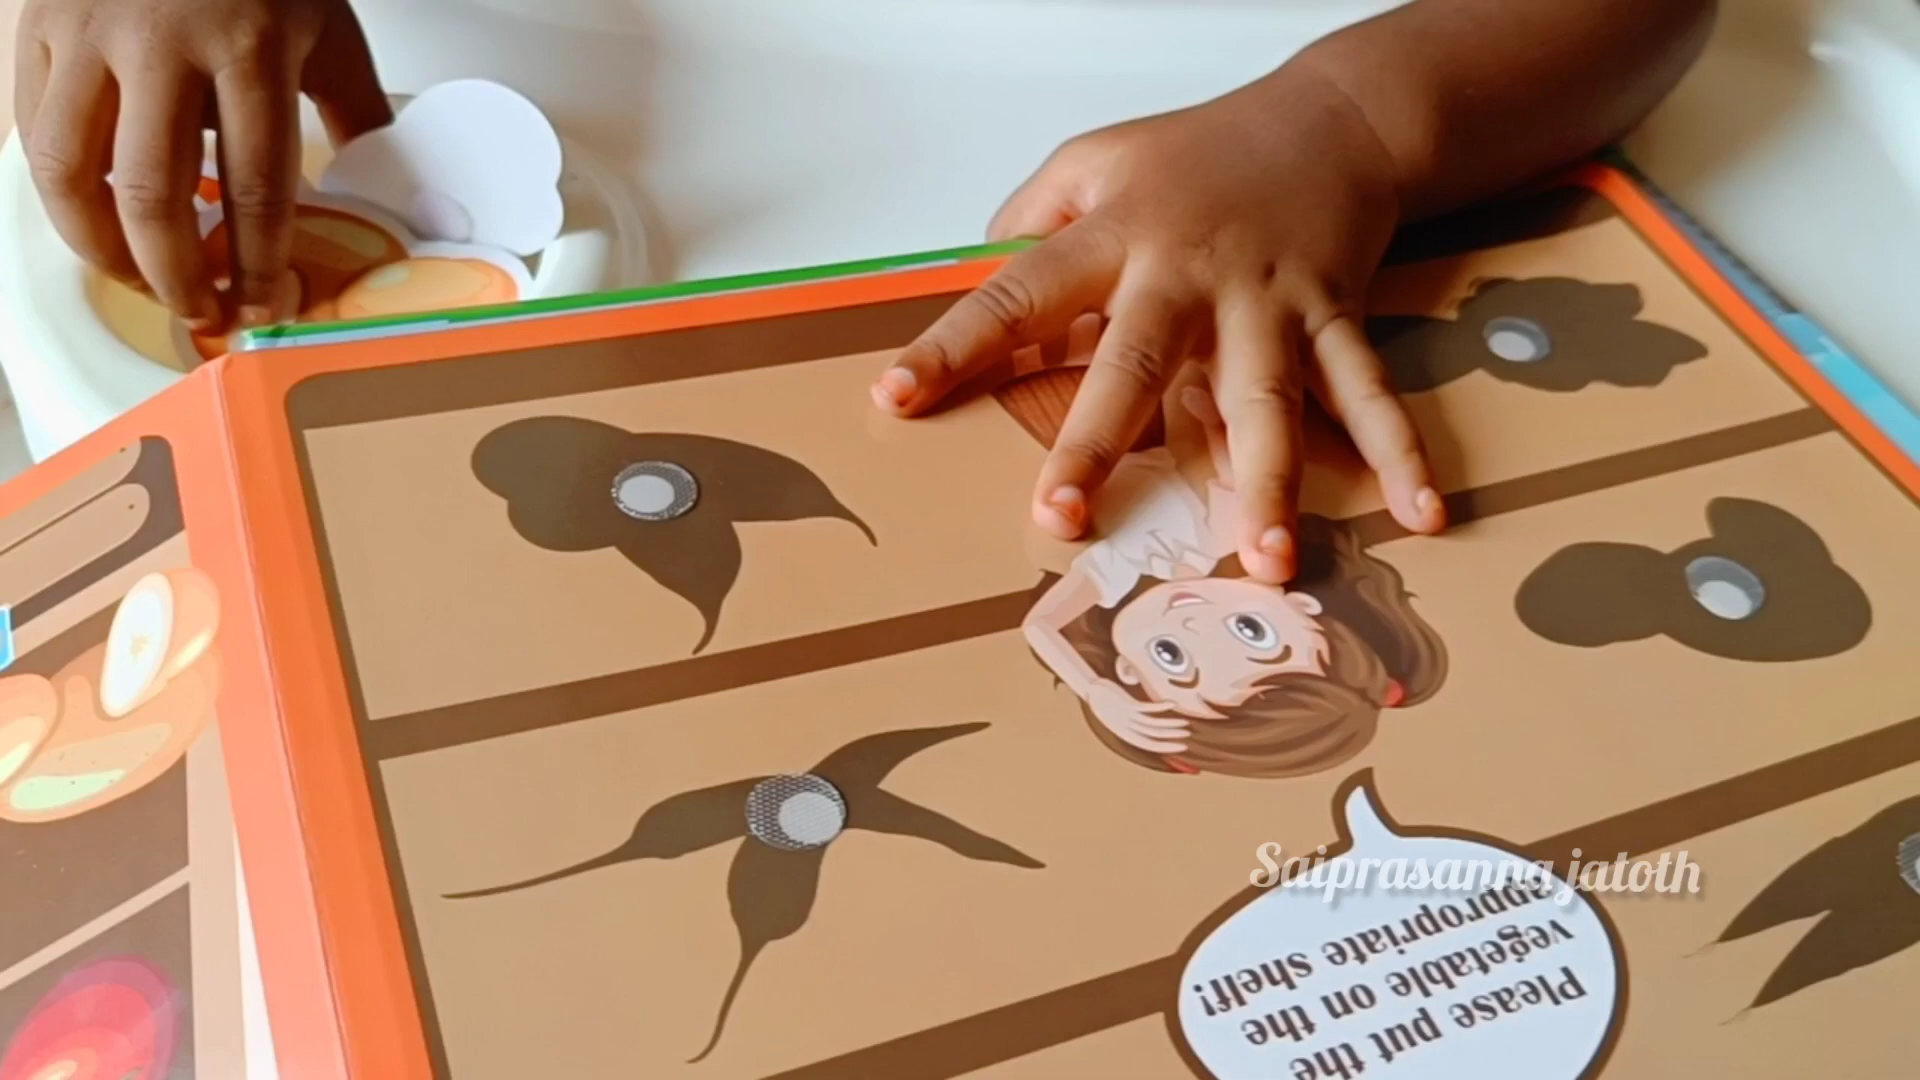 Saiprasanna jatoth
Please put the
vegetable on the
appropriate shelf!